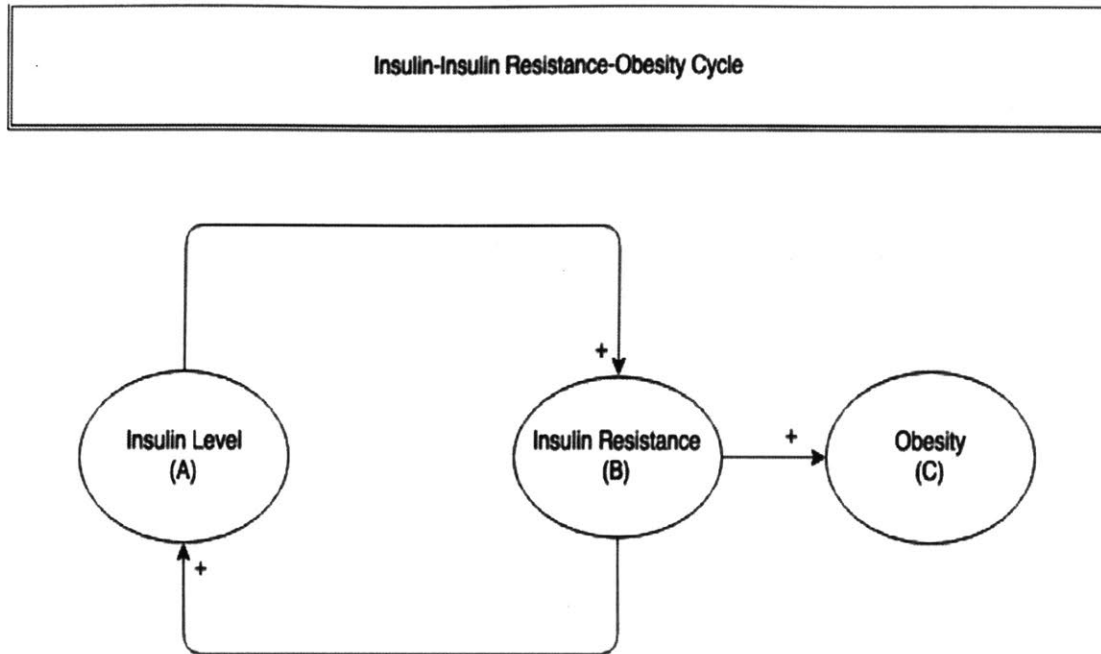 Insulin-Insulin Resistance-Obesity Cycle
+
Insulin Level
(A)
Insulin Resistance
(B)
+
Obesity
(C)
+